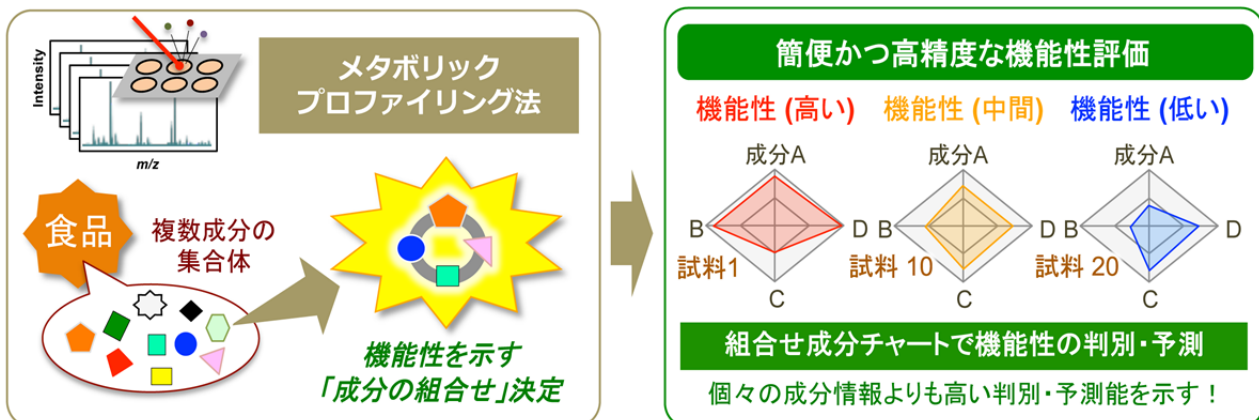 Intensity
m/z
メタボリック
プロファイリング法
食品
複数成分の
集合体
機能性を示す
「成分の組合せ」決定
簡便かつ高精度な機能性評価
機能性 (高い)
機能性 (中間)
機能性 (低い)
成分A
B
D
C
試料1
成分A
B
D
C
試料 10
成分A
B
D
C
試料 20
組合せ成分チャートで機能性の判別・予測
個々の成分情報よりも高い判別・予測能を示す！